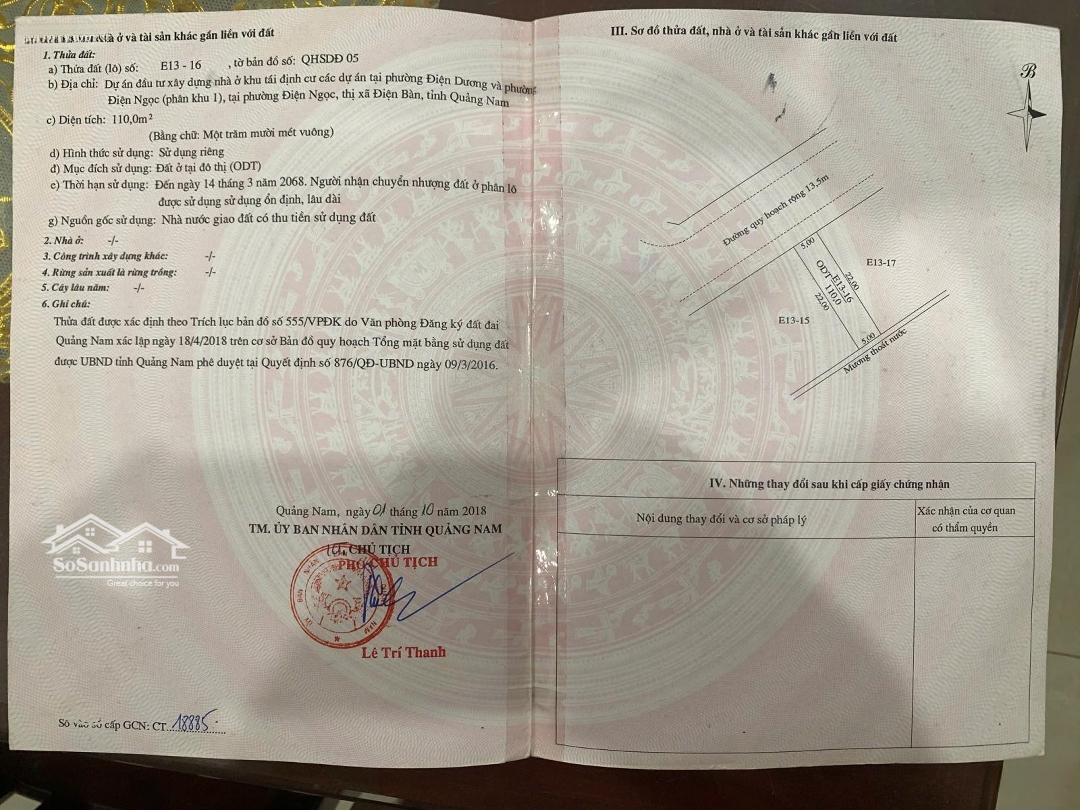 à ở và tài sản khác gắn liền với đất
1. Thửa đất:
a) Thửa đất (lô) số: E13 - 16 , tờ bản đồ số: QHSDĐ 05
b) Địa chỉ: Dự án đầu tư xây dựng nhà ở khu tái định cư các dự án tại phường Điện Dương và phường
Điện Ngọc (phân khu 1), tại phường Điện Ngọc, thị xã Điện Bàn, tỉnh Quảng Nam
c) Diện tích: 110,0m²
(Bằng chữ: Một trăm mười mét vuông)
d) Hình thức sử dụng: Sử dụng riêng
đ) Mục đích sử dụng: Đất ở tại đô thị (ODT)
e) Thời hạn sử dụng: Đến ngày 14 tháng 3 năm 2068. Người nhận chuyển nhượng đất ở phân lô
được sử dụng sử dụng ổn định, lâu dài
g) Nguồn gốc sử dụng: Nhà nước giao đất có thu tiền sử dụng đất
2. Nhà ở: -/-
3. Công trình xây dựng khác: -/-
4. Rừng sản xuất là rừng trồng: -/-
5. Cây lâu năm: -/-
6. Ghi chú:
Thửa đất được xác định theo Trích lục bản đồ số 555/VPĐK do Văn phòng Đăng ký đất đai
Quảng Nam xác lập ngày 18/4/2018 trên cơ sở Bản đồ quy hoạch Tổng mặt bằng sử dụng đất
được UBND tỉnh Quảng Nam phê duyệt tại Quyết định số 876/QĐ-UBND ngày 09/3/2016.
Quảng Nam, ngày 01 tháng 10 năm 2018
TM. ỦY BAN NHÂN DÂN TỈNH QUẢNG NAM
CHỦ TỊCH
PHÓ CHỦ TỊCH
Lê Trí Thanh
Số vào sổ cấp GCN: CT 18885
SoSanhnha.com
Great choice for you
III. Sơ đồ thửa đất, nhà ở và tài sản khác gắn liền với đất
B
Đường quy hoạch rộng 13,5m
5.00
E13-17
22.00
ODT
E13-16
110.0
22.00
E13-15
5.00
Mương thoát nước
IV. Những thay đổi sau khi cấp giấy chứng nhận
Nội dung thay đổi và cơ sở pháp lý
Xác nhận của cơ quan
có thẩm quyền